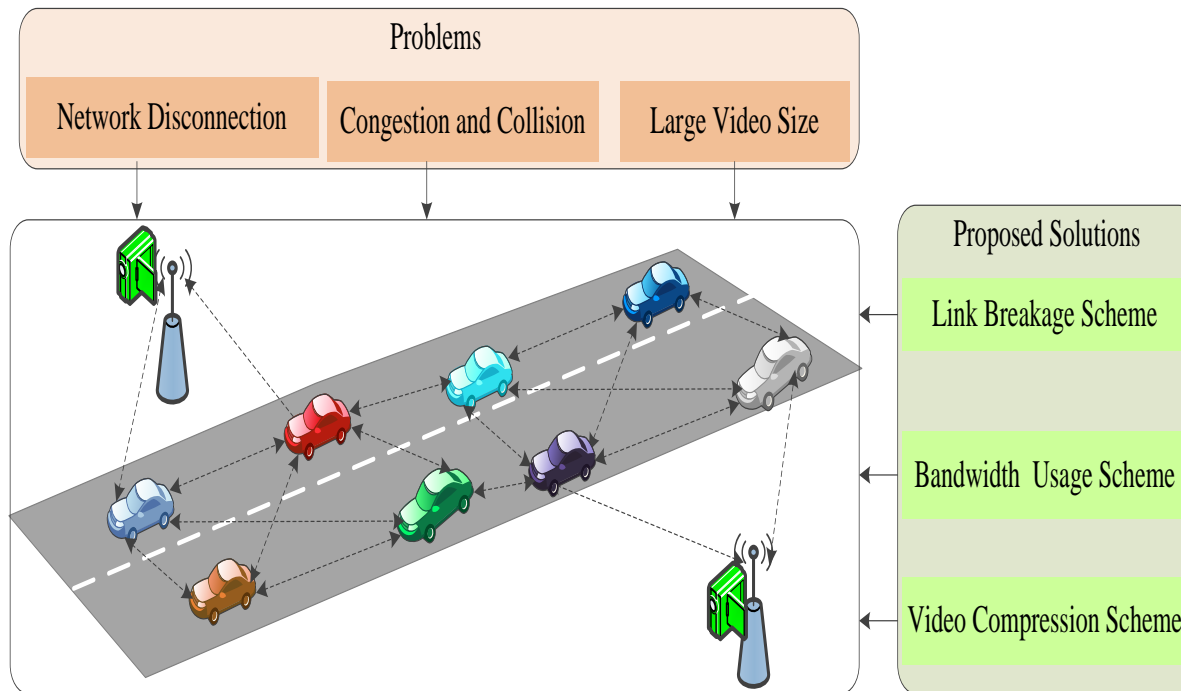 Problems
Network Disconnection
Congestion and Collision
Large Video Size
Proposed Solutions
Link Breakage Scheme
Bandwidth Usage Scheme
Video Compression Scheme